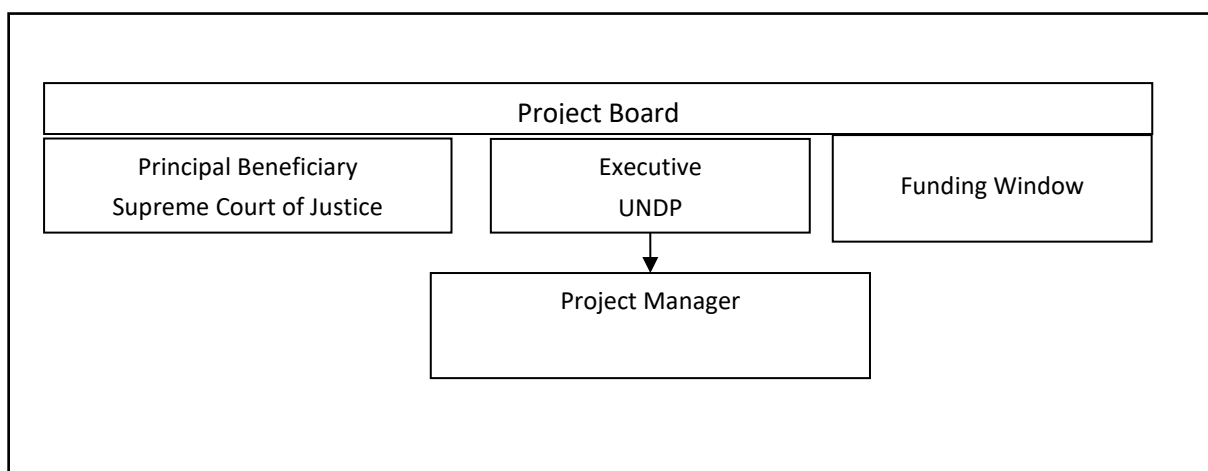 Project Board
Principal Beneficiary
Supreme Court of Justice
Executive
UNDP
Funding Window
Project Manager